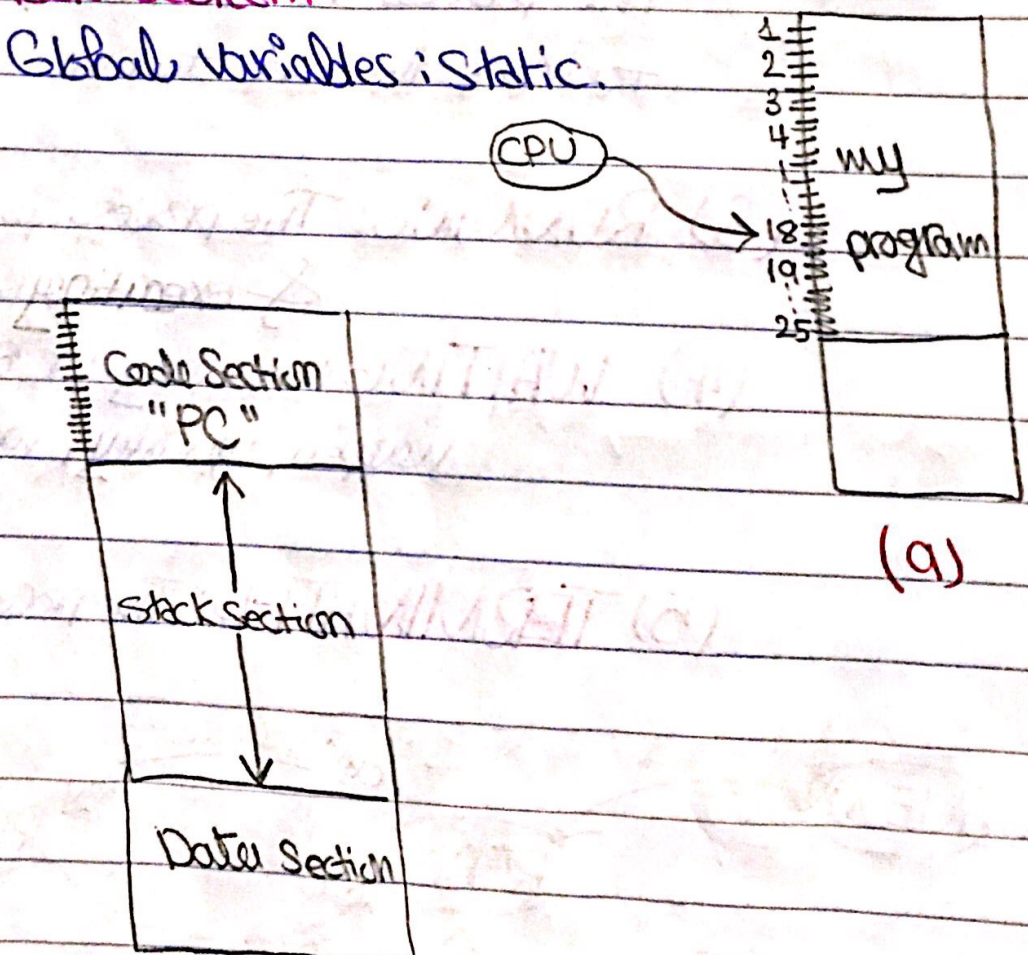 Global variables : static.
CPU
1
2
3
4
18
19
25
my
program
(a)
Code Section
"PC"
stack section
Data Section